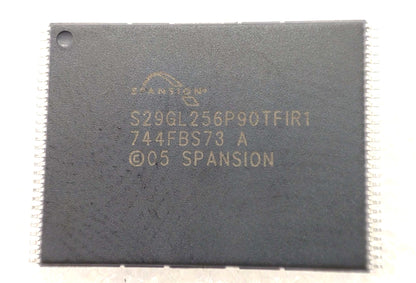 SPANSION
S29GL256P90TFIR1
744FBS73 A
©05 SPANSION